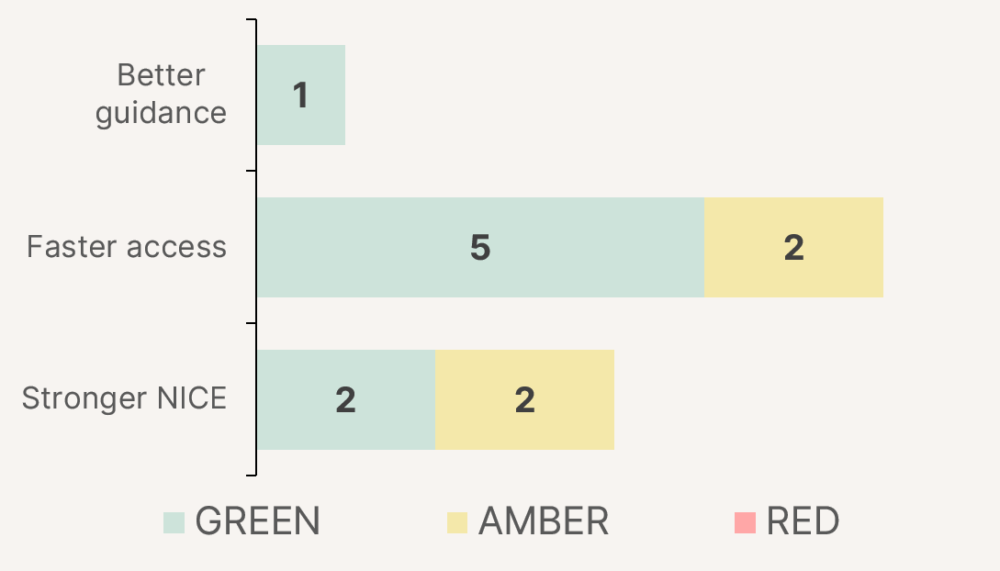 Better
guidance
1
Faster access
5 2
Stronger NICE
2 2
GREEN AMBER RED